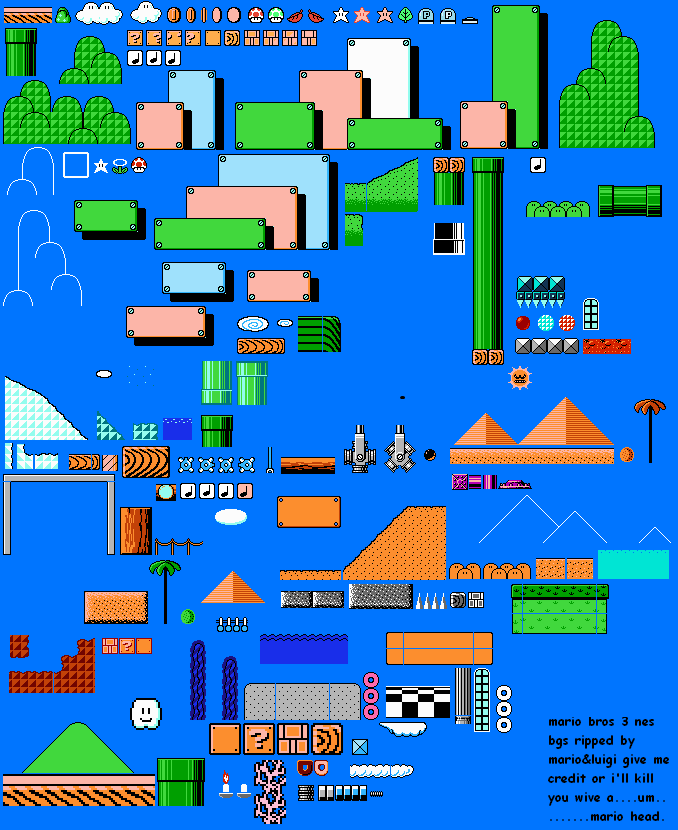 P P
mario bros 3 nes
bgs ripped by
mario&luigi give me
credit or i'll kill
you wive a....um..
.......mario head.